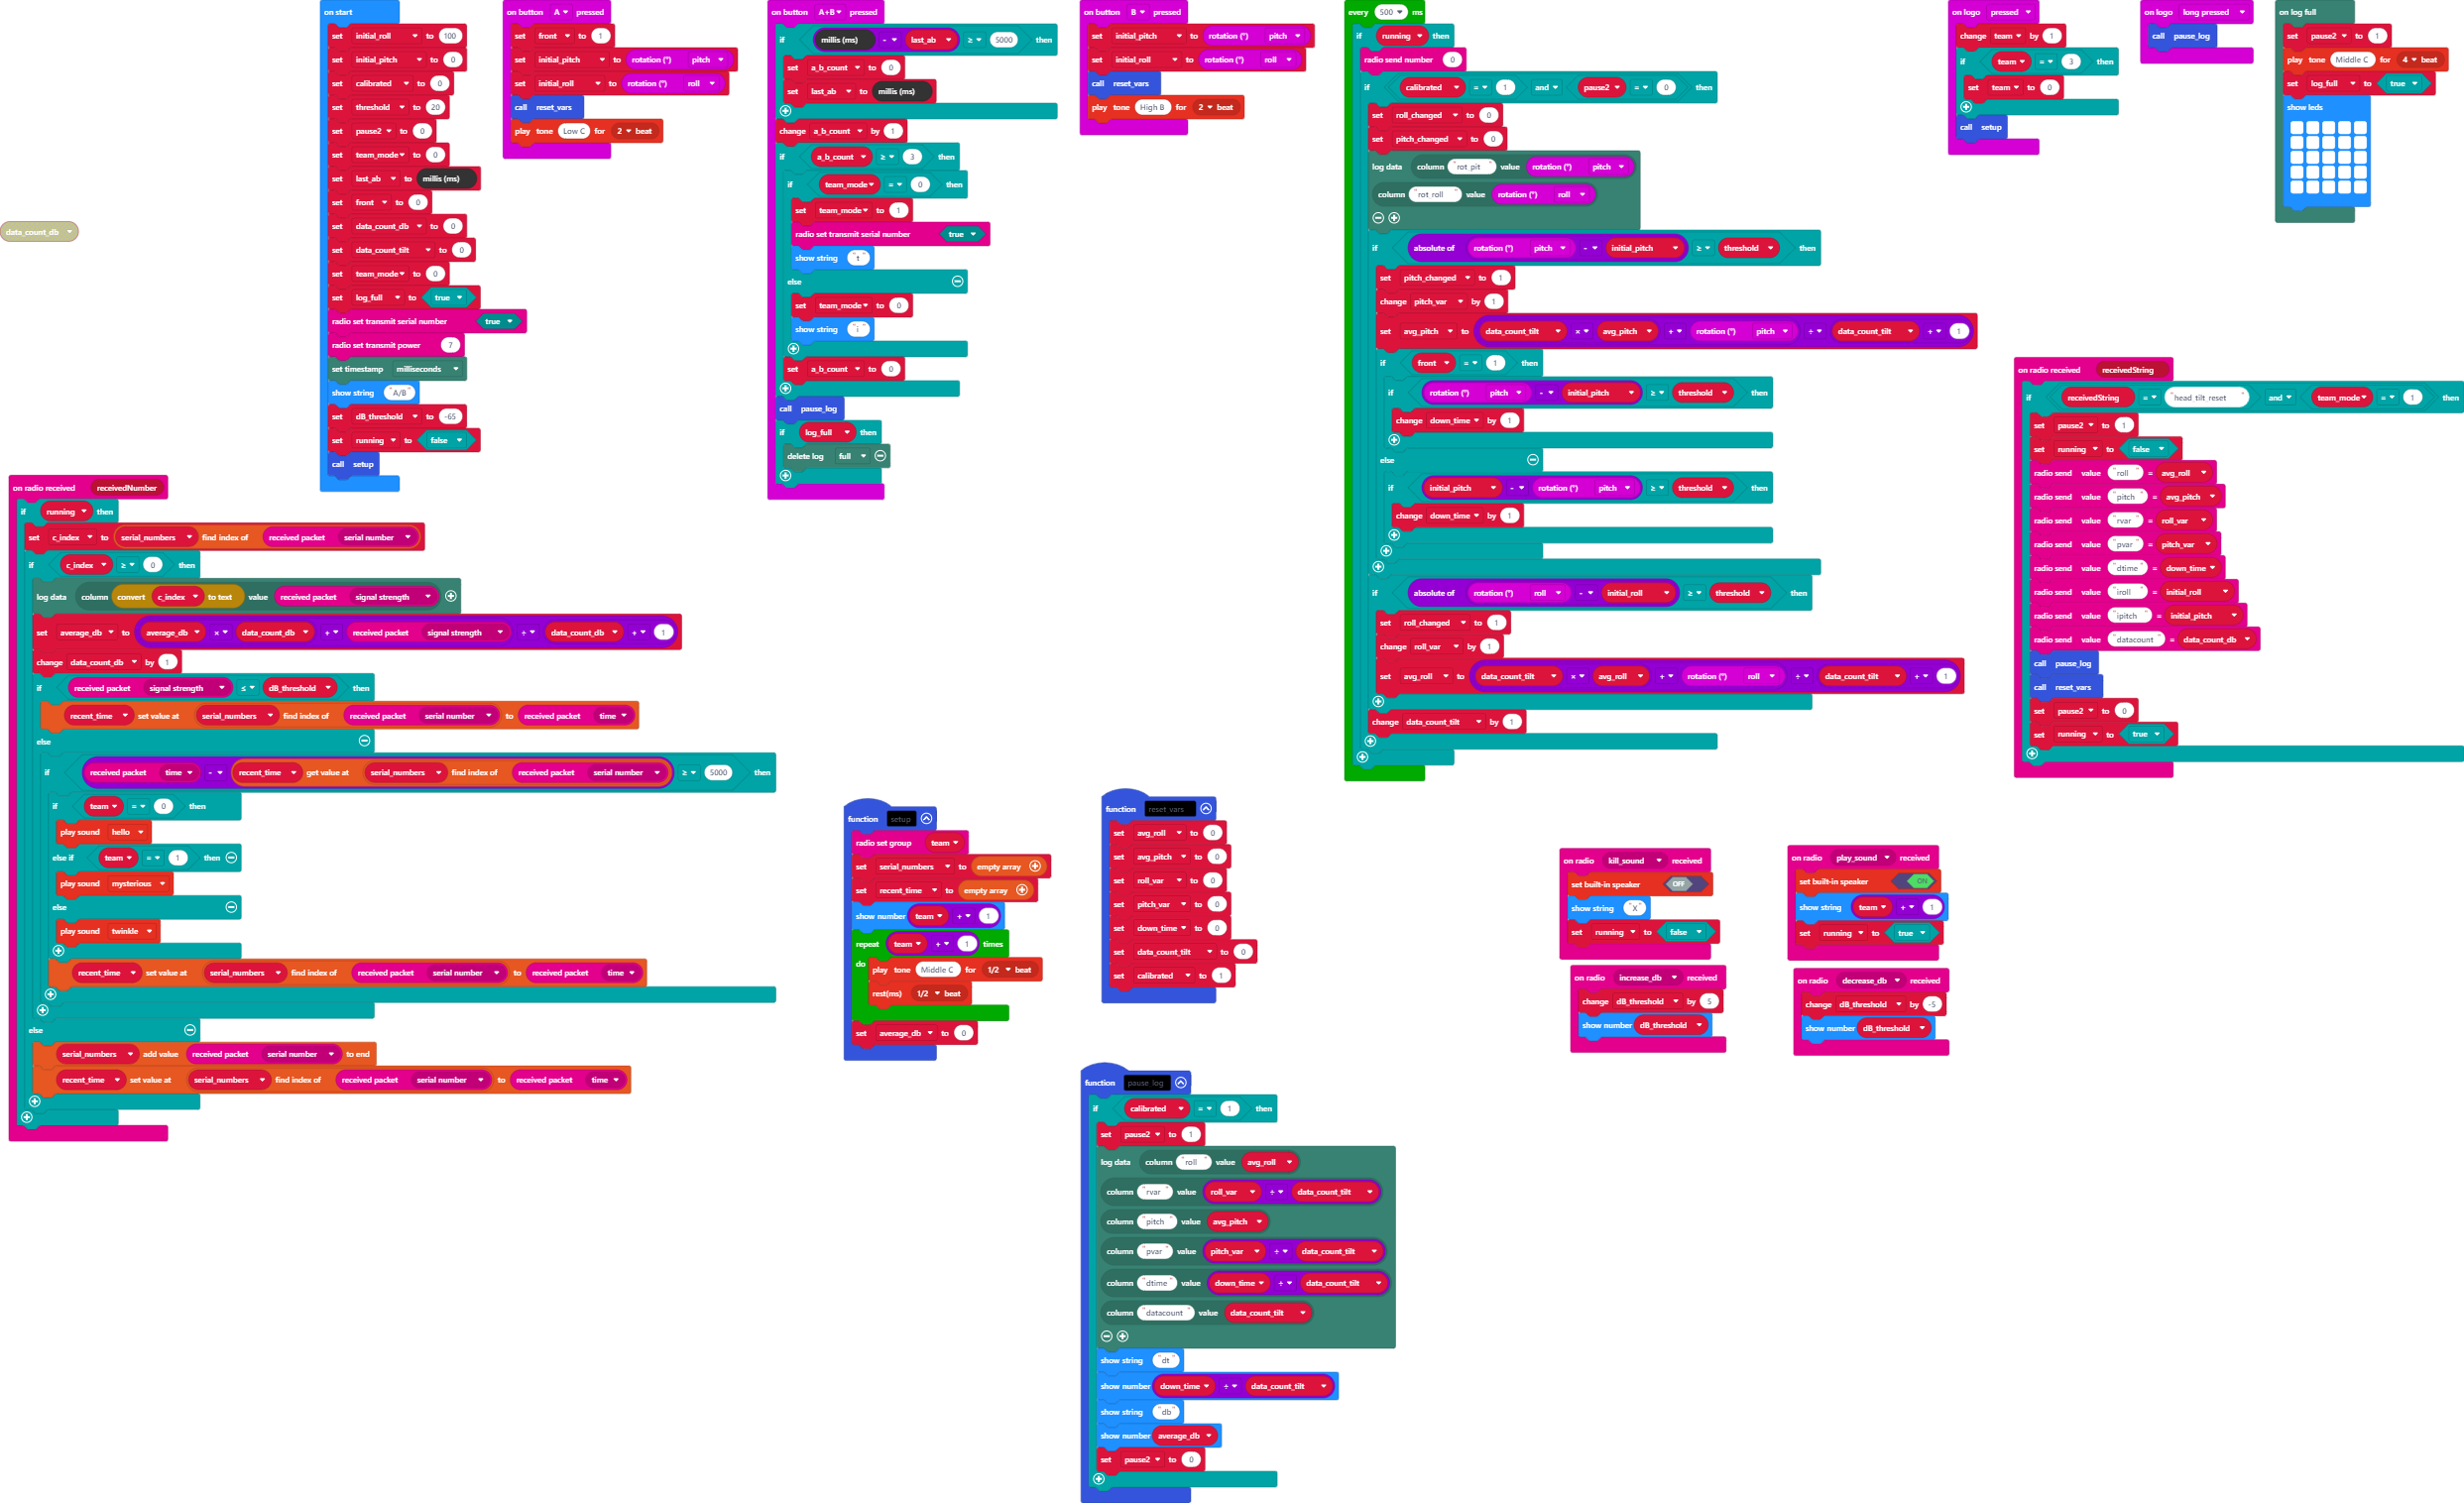 data_count_db
on start
set initial_roll to 100
set initial_pitch to 0
set calibrated to 0
set threshold to 20
set pause2 to 0
set team_mode to 0
set last_ab to millis (ms)
set front to 0
set data_count_db to 0
set data_count_tilt to 0
set team_mode to 0
set log_full to true
radio set transmit serial number true
radio set transmit power 7
set timestamp milliseconds
show string "A/B"
set dB_threshold to -65
set running to false
call setup
on button A pressed
set front to 1
set initial_pitch to rotation (°) pitch
set initial_roll to rotation (°) roll
call reset_vars
play tone Low C for 2 beat
on button A+B pressed
if millis (ms) - last_ab ≥ 5000 then
set a_b_count to 0
set last_ab to millis (ms)
change a_b_count by 1
if a_b_count ≥ 3 then
if team_mode = 0 then
set team_mode to 1
radio set transmit serial number true
show string "t"
else
set team_mode to 0
show string "i"
set a_b_count to 0
call pause_log
if log_full then
delete log full
on button B pressed
set initial_pitch to rotation (°) pitch
set initial_roll to rotation (°) roll
call reset_vars
play tone High B for 2 beat
every 500 ms
if running then
radio send number 0
if calibrated = 1 and pause2 = 0 then
set roll_changed to 0
set pitch_changed to 0
log data column "rot_pit" value rotation (°) pitch
column "rot_roll" value rotation (°) roll
if absolute of rotation (°) pitch - initial_pitch ≥ threshold then
set pitch_changed to 1
change pitch_var by 1
set avg_pitch to data_count_tilt × avg_pitch + rotation (°) pitch ÷ data_count_tilt + 1
if front = 1 then
if rotation (°) pitch - initial_pitch ≥ threshold then
change down_time by 1
else
if initial_pitch - rotation (°) pitch ≥ threshold then
change down_time by 1
if absolute of rotation (°) roll - initial_roll ≥ threshold then
set roll_changed to 1
change roll_var by 1
set avg_roll to data_count_tilt × avg_roll + rotation (°) roll ÷ data_count_tilt + 1
change data_count_tilt by 1
on logo pressed
change team by 1
if team = 3 then
set team to 0
call setup
on logo long pressed
call pause_log
on log full
set pause2 to 1
play tone Middle C for 4 beat
set log_full to true
show leds
on radio received receivedString
if receivedString = "head_tilt_reset" and team_mode = 1 then
set pause2 to 1
set running to false
radio send value "roll" = avg_roll
radio send value "pitch" = avg_pitch
radio send value "rvar" = roll_var
radio send value "pvar" = pitch_var
radio send value "dtime" = down_time
radio send value "iroll" = initial_roll
radio send value "ipitch" = initial_pitch
radio send value "datacount" = data_count_db
call pause_log
call reset_vars
set pause2 to 0
set running to true
on radio received receivedNumber
if running then
set c_index to serial_numbers find index of received packet serial number
if c_index ≥ 0 then
log data column convert c_index to text value received packet signal strength
set average_db to average_db × data_count_db + received packet signal strength ÷ data_count_db + 1
change data_count_db by 1
if received packet signal strength ≤ dB_threshold then
recent_time set value at serial_numbers find index of received packet serial number to received packet time
else
if received packet time - recent_time get value at serial_numbers find index of received packet serial number ≥ 5000 then
if team = 0 then
play sound hello
else if team = 1 then
play sound mysterious
else
play sound twinkle
recent_time set value at serial_numbers find index of received packet serial number to received packet time
else
serial_numbers add value received packet serial number to end
recent_time set value at serial_numbers find index of received packet serial number to received packet time
function setup
radio set group team
set serial_numbers to empty array
set recent_time to empty array
show number team + 1
repeat team + 1 times
do play tone Middle C for 1/2 beat
rest(ms) 1/2 beat
set average_db to 0
function reset_vars
set avg_roll to 0
set avg_pitch to 0
set roll_var to 0
set pitch_var to 0
set down_time to 0
set data_count_tilt to 0
set calibrated to 1
on radio kill_sound received
set built-in speaker OFF
show string "X"
set running to false
on radio play_sound received
set built-in speaker ON
show string team + 1
set running to true
on radio increase_db received
change dB_threshold by 5
show number dB_threshold
on radio decrease_db received
change dB_threshold by -5
show number dB_threshold
function pause_log
if calibrated = 1 then
set pause2 to 1
log data column "roll" value avg_roll
column "rvar" value roll_var ÷ data_count_tilt
column "pitch" value avg_pitch
column "pvar" value pitch_var ÷ data_count_tilt
column "dtime" value down_time ÷ data_count_tilt
column "datacount" value data_count_tilt
show string "dt"
show number down_time ÷ data_count_tilt
show string "db"
show number average_db
set pause2 to 0